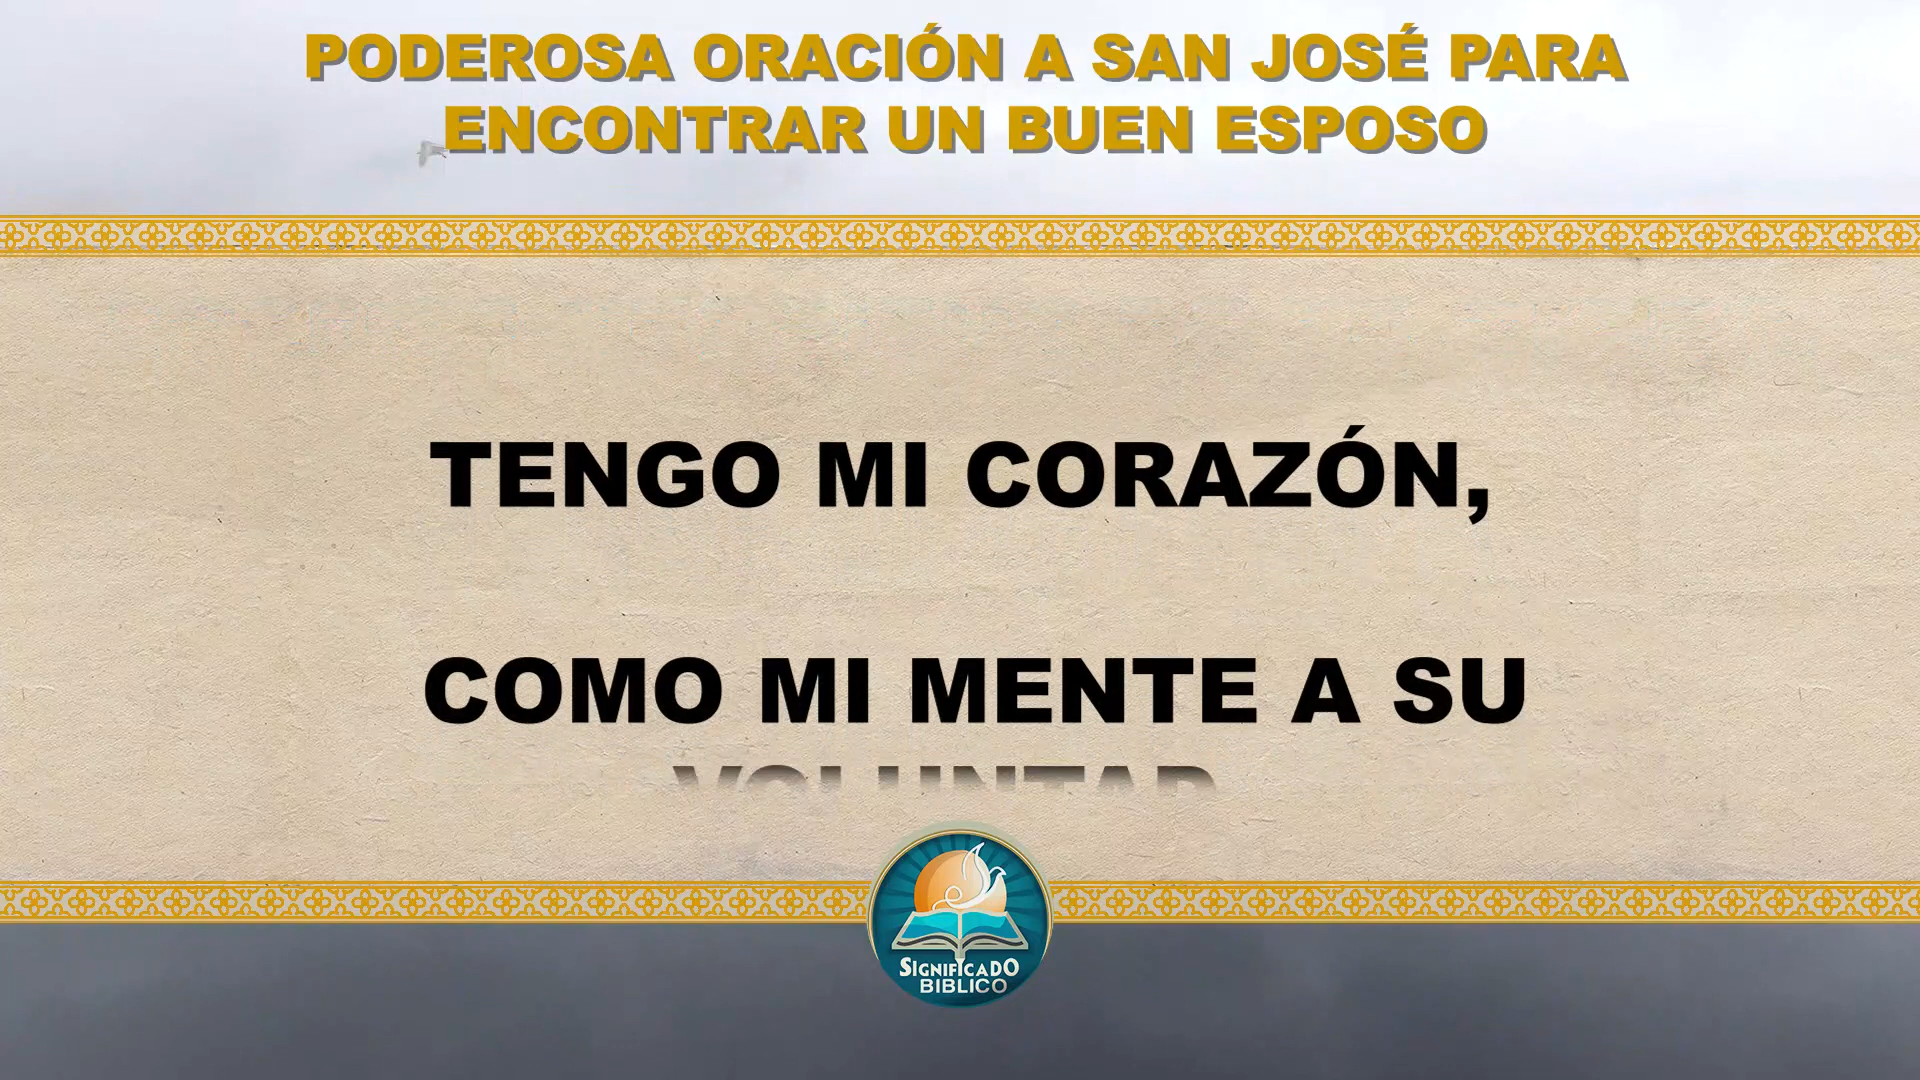 PODEROSA ORACIÓN A SAN JOSÉ PARA
ENCONTRAR UN BUEN ESPOSO
TENGO MI CORAZÓN,
COMO MI MENTE A SU
SIGNIFICADO
BIBLICO